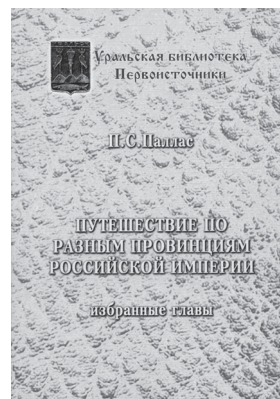 Уральская библиотека
Первоисточники
П.С.Паллас
ПУТЕШЕСТВИЕ ПО
РАЗНЫМ ПРОВИНЦИЯМ
РОССИЙСКОЙ ИМПЕРИИ
избранные главы